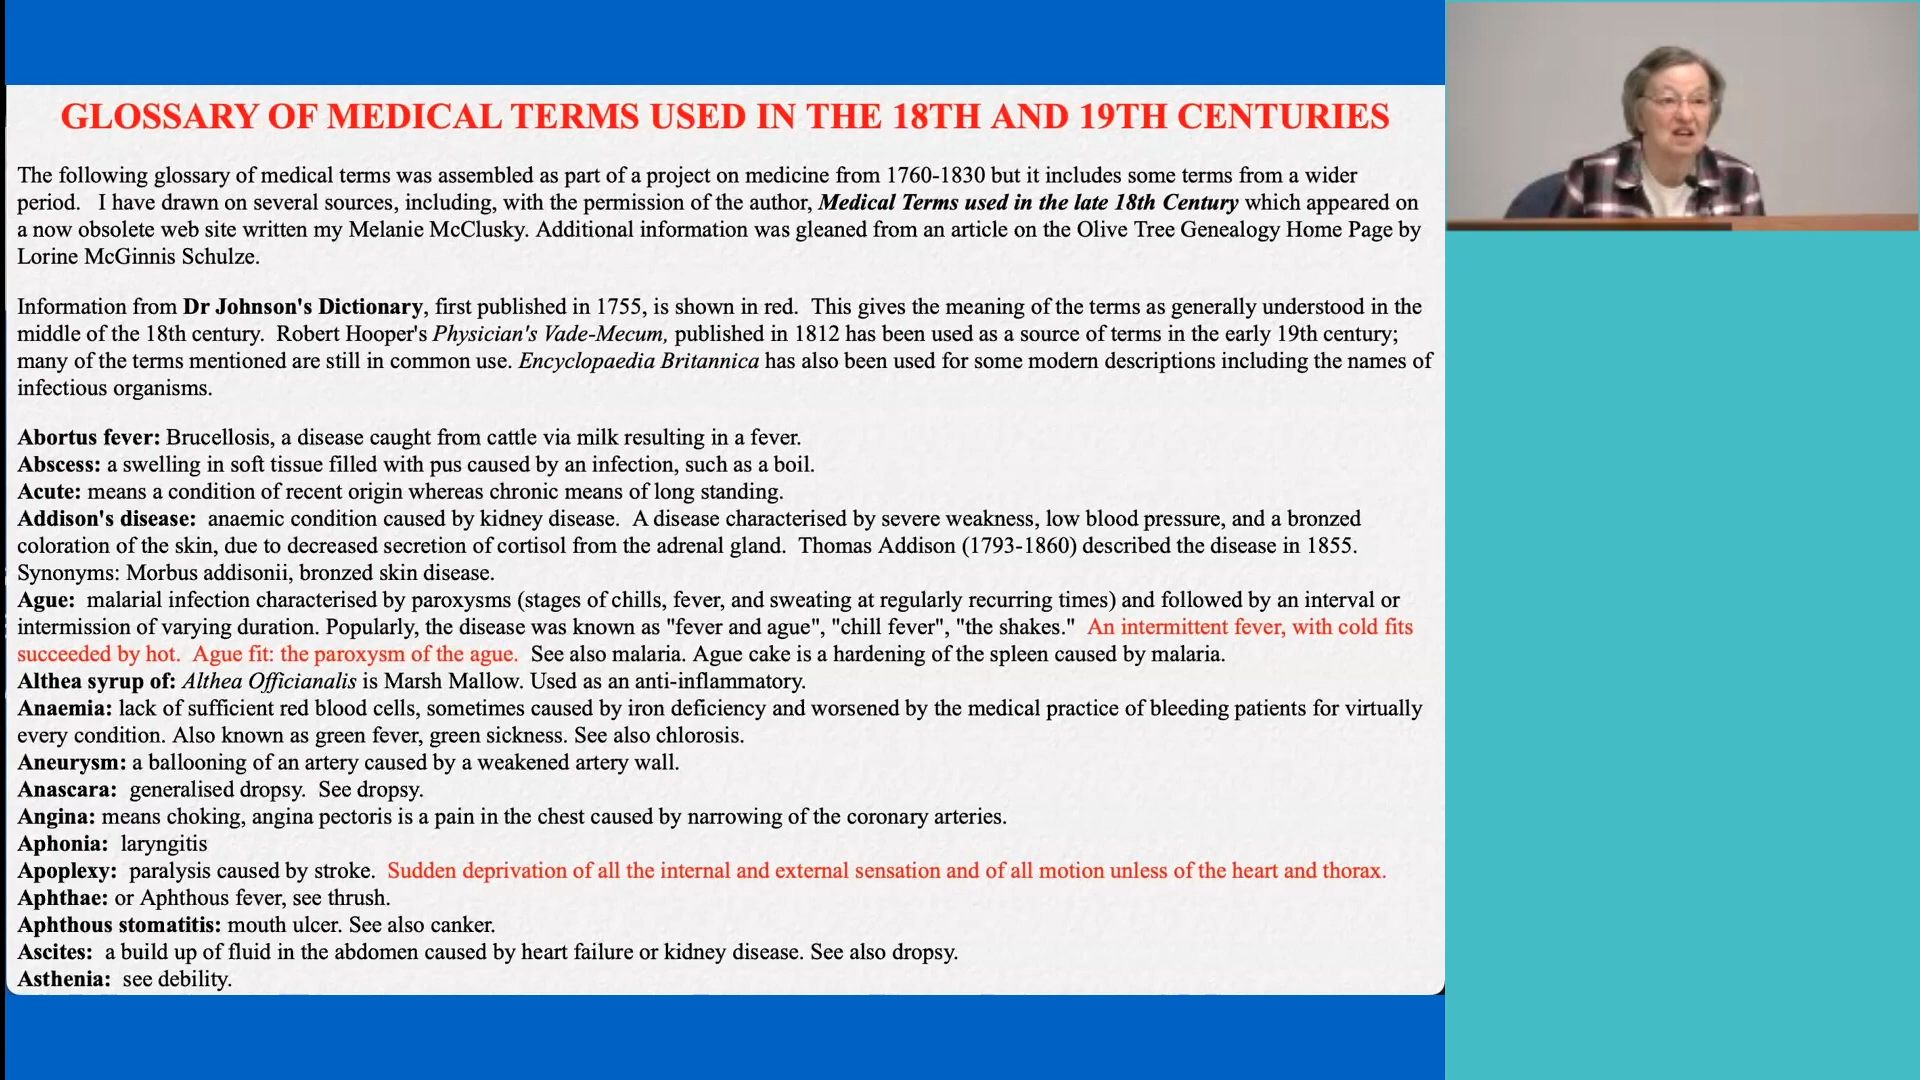 GLOSSARY OF MEDICAL TERMS USED IN THE 18TH AND 19TH CENTURIES
The following glossary of medical terms was assembled as part of a project on medicine from 1760-1830 but it includes some terms from a wider
period. I have drawn on several sources, including, with the permission of the author, Medical Terms used in the late 18th Century which appeared on
a now obsolete web site written my Melanie McClusky. Additional information was gleaned from an article on the Olive Tree Genealogy Home Page by
Lorine McGinnis Schulze.
Information from Dr Johnson's Dictionary, first published in 1755, is shown in red. This gives the meaning of the terms as generally understood in the
middle of the 18th century. Robert Hooper's Physician's Vade-Mecum, published in 1812 has been used as a source of terms in the early 19th century;
many of the terms mentioned are still in common use. Encyclopaedia Britannica has also been used for some modern descriptions including the names of
infectious organisms.
Abortus fever: Brucellosis, a disease caught from cattle via milk resulting in a fever.
Abscess: a swelling in soft tissue filled with pus caused by an infection, such as a boil.
Acute: means a condition of recent origin whereas chronic means of long standing.
Addison's disease: anaemic condition caused by kidney disease. A disease characterised by severe weakness, low blood pressure, and a bronzed
coloration of the skin, due to decreased secretion of cortisol from the adrenal gland. Thomas Addison (1793-1860) described the disease in 1855.
Synonyms: Morbus addisonii, bronzed skin disease.
Ague: malarial infection characterised by paroxysms (stages of chills, fever, and sweating at regularly recurring times) and followed by an interval or
intermission of varying duration. Popularly, the disease was known as "fever and ague", "chill fever", "the shakes." An intermittent fever, with cold fits
succeeded by hot. Ague fit: the paroxysm of the ague. See also malaria. Ague cake is a hardening of the spleen caused by malaria.
Althea syrup of: Althea Officianalis is Marsh Mallow. Used as an anti-inflammatory.
Anaemia: lack of sufficient red blood cells, sometimes caused by iron deficiency and worsened by the medical practice of bleeding patients for virtually
every condition. Also known as green fever, green sickness. See also chlorosis.
Aneurysm: a ballooning of an artery caused by a weakened artery wall.
Anascara: generalised dropsy. See dropsy.
Angina: means choking, angina pectoris is a pain in the chest caused by narrowing of the coronary arteries.
Aphonia: laryngitis
Apoplexy: paralysis caused by stroke. Sudden deprivation of all the internal and external sensation and of all motion unless of the heart and thorax.
Aphthae: or Aphthous fever, see thrush.
Aphthous stomatitis: mouth ulcer. See also canker.
Ascites: a build up of fluid in the abdomen caused by heart failure or kidney disease. See also dropsy.
Asthenia: see debility.